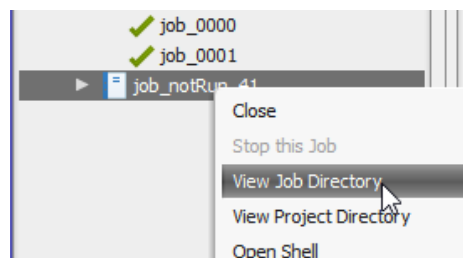 job_0000
job_0001
job_notRun_41
Close
Stop this Job
View Job Directory
View Project Directory
Open Shell